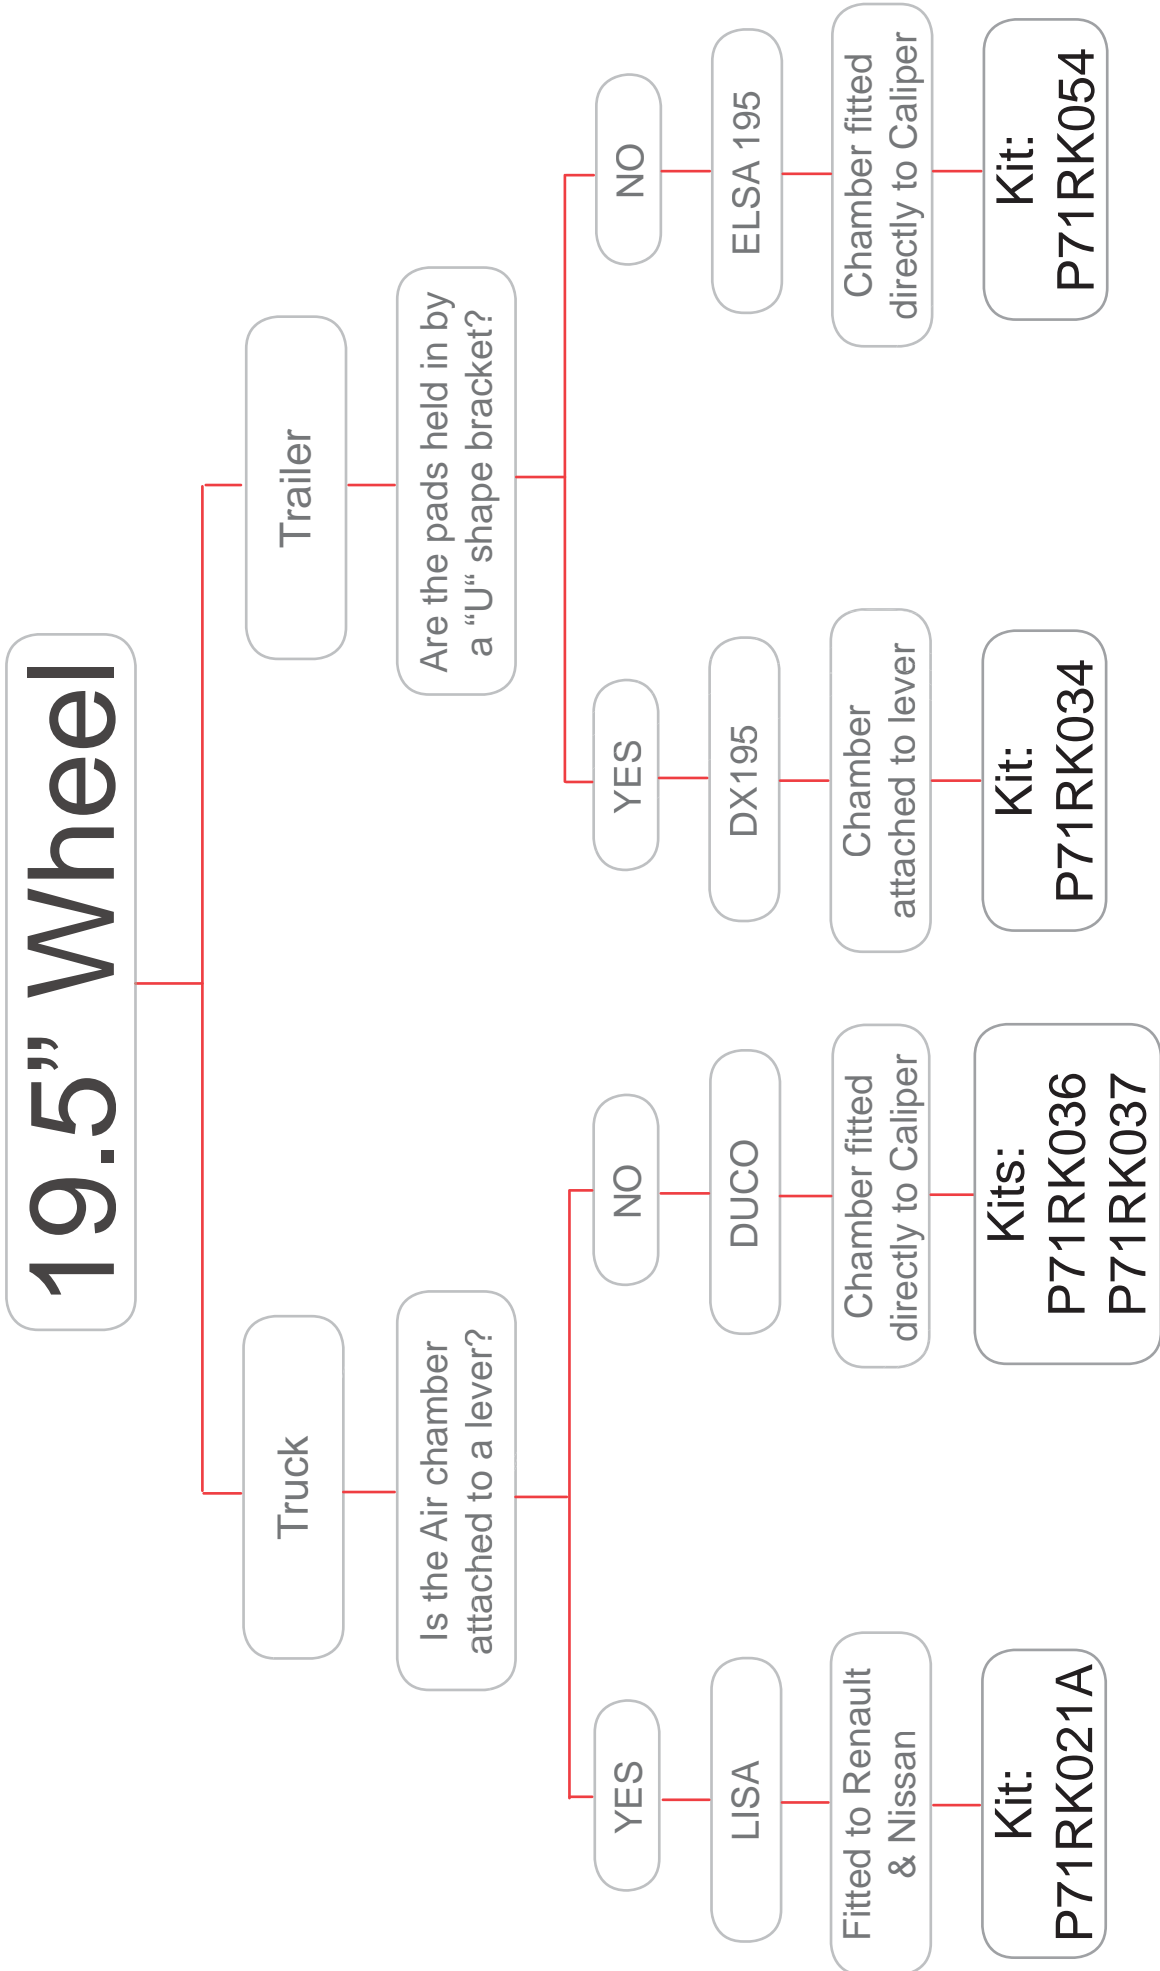 19.5” Wheel
Truck
Trailer
Is the Air chamber
attached to a lever?
Are the pads held in by
a “U“ shape bracket?
YES
NO
YES
NO
LISA
DUCO
DX195
ELSA 195
Fitted to Renault
& Nissan
Chamber fitted
directly to Caliper
Chamber
attached to lever
Chamber fitted
directly to Caliper
Kit:
P71RK021A
Kits:
P71RK036
P71RK037
Kit:
P71RK034
Kit:
P71RK054